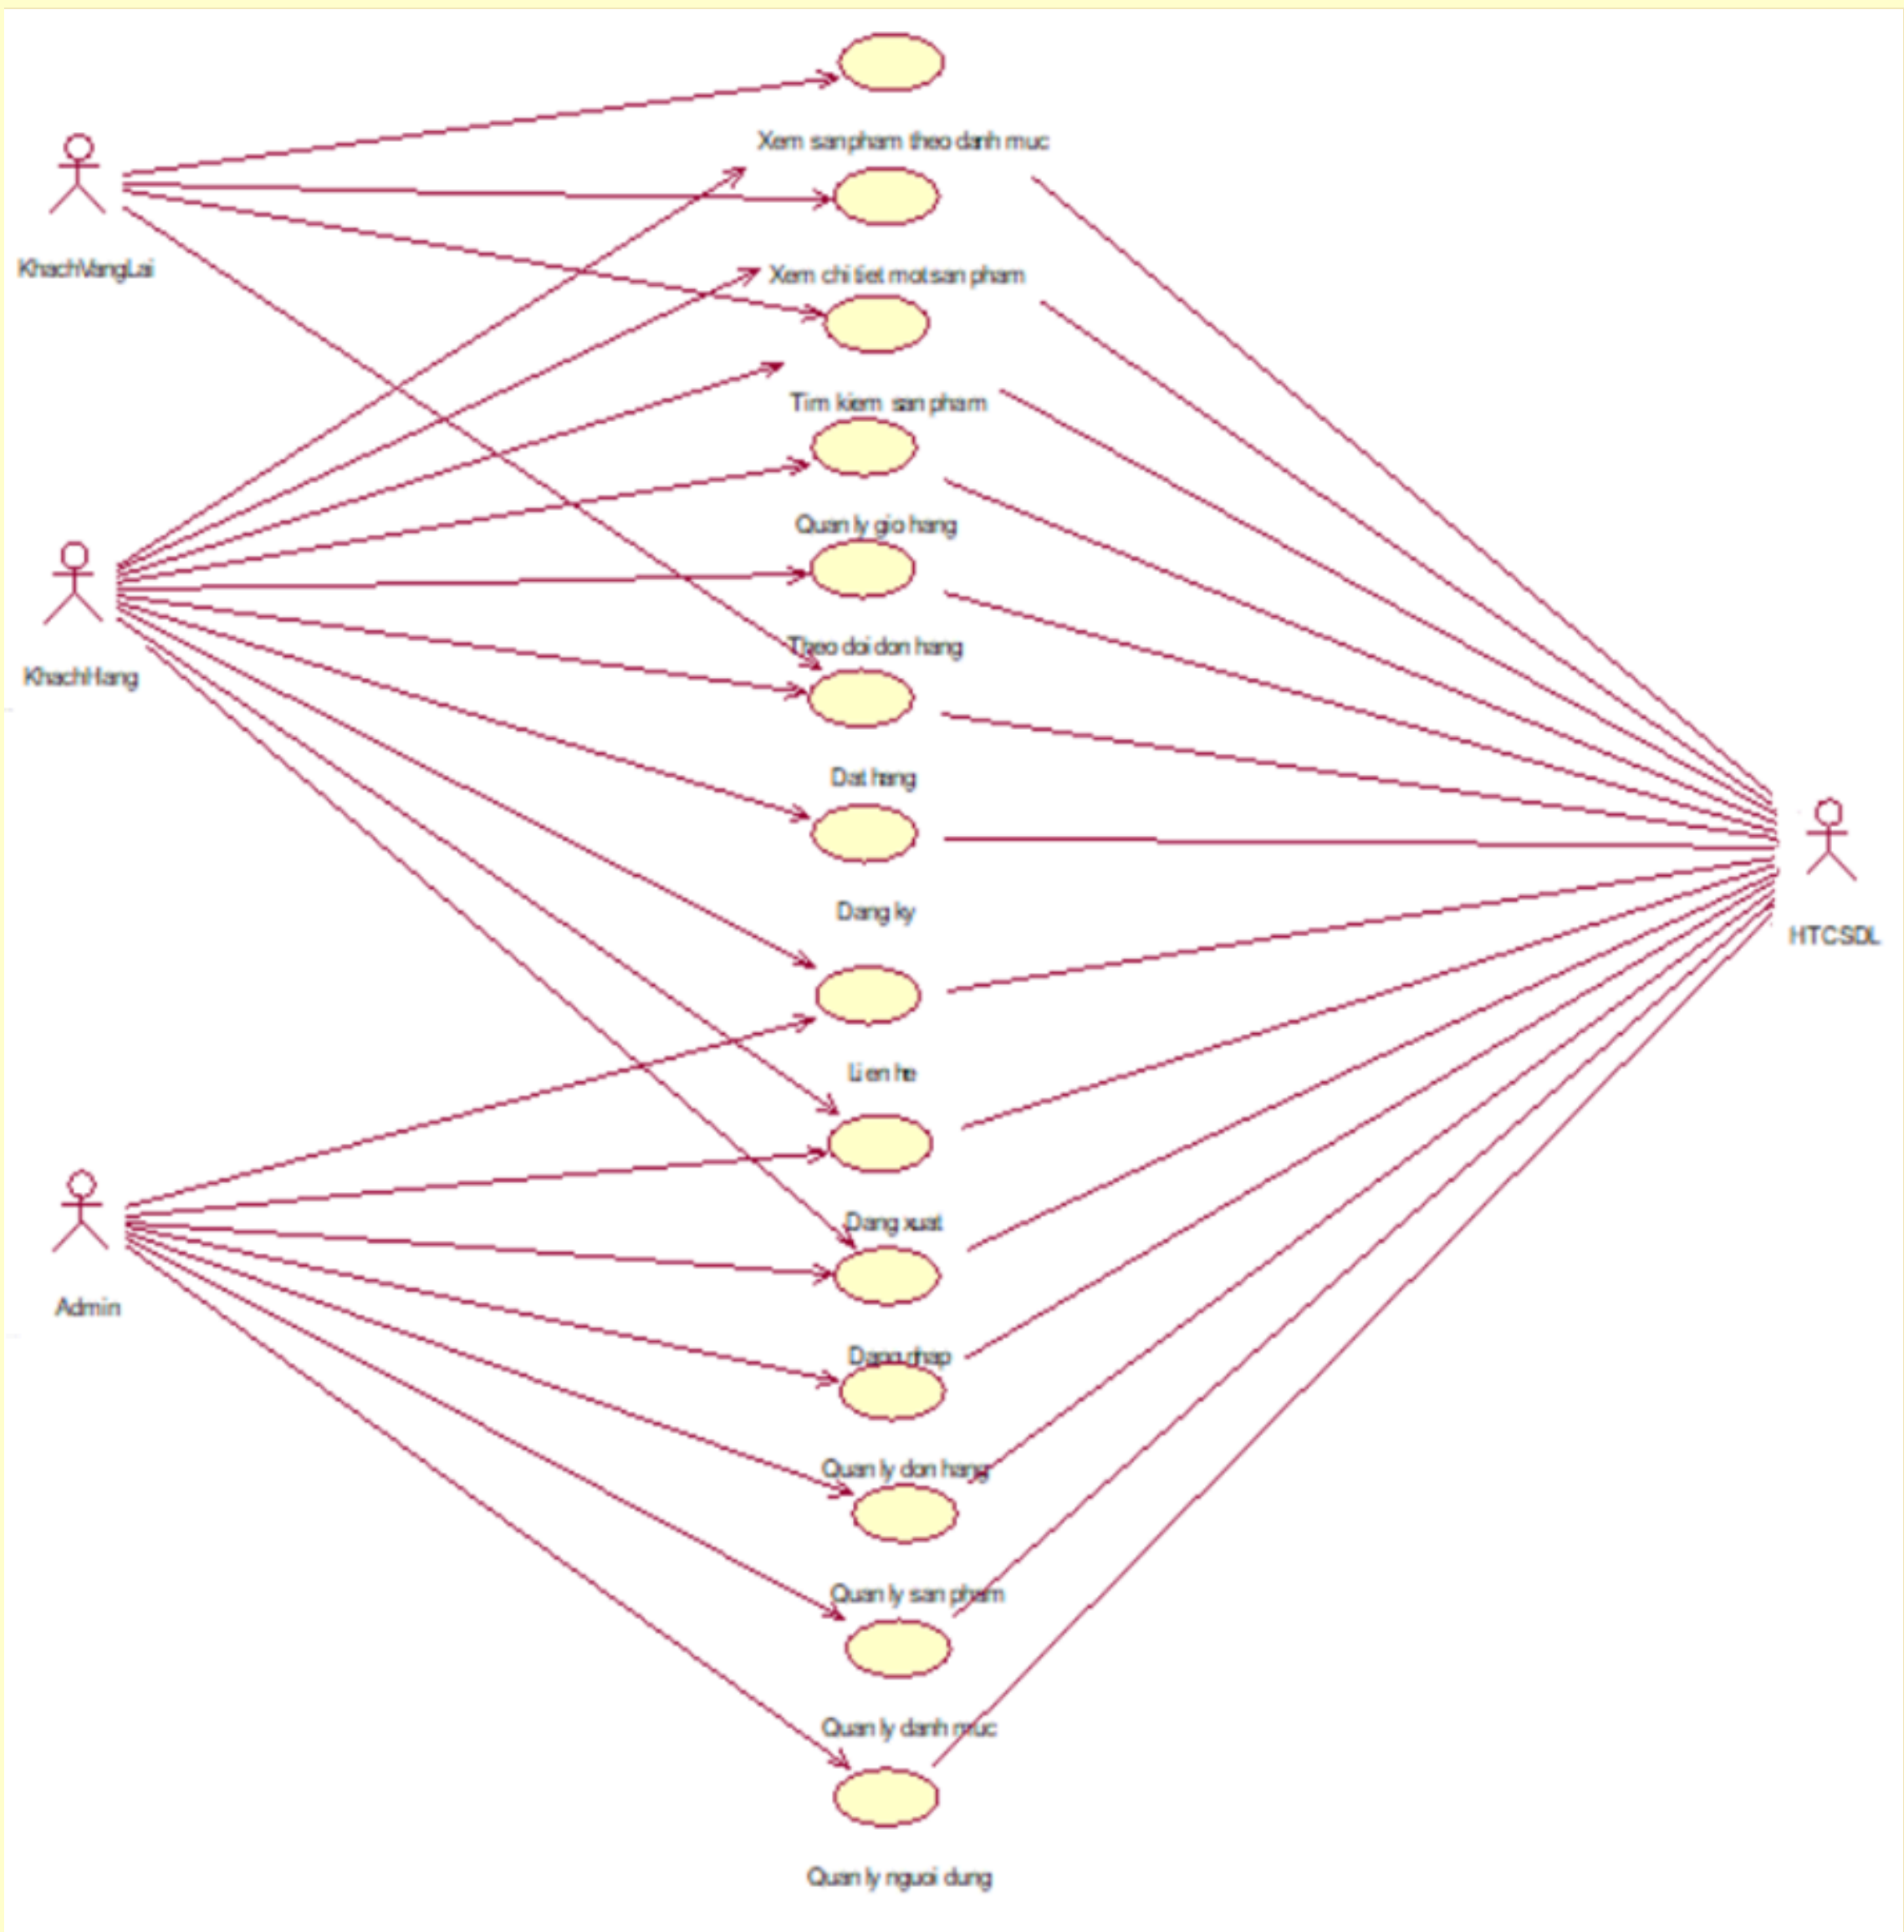 Xem san pham theo danh muc
KhachVangLai
Xem chi tiet mot san pham
Tim kiem san pham
Quan ly gio hang
Theo doi don hang
KhachHang
Dat hang
Dang ky
HTCSDL
Lien he
Dang xuat
Admin
Dang nhap
Quan ly don hang
Quan ly san pham
Quan ly danh muc
Quan ly nguoi dung